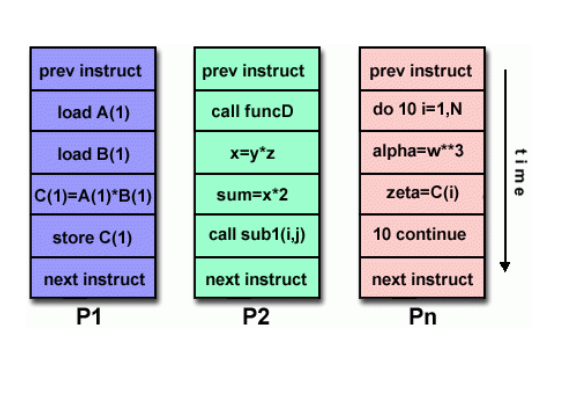 prev instruct
load A(1)
load B(1)
C(1)=A(1)*B(1)
store C(1)
next instruct
P1
prev instruct
call funcD
x=y*z
sum=x*2
call sub1(i,j)
next instruct
P2
prev instruct
do 10 i=1,N
alpha=w**3
zeta=C(i)
10 continue
next instruct
Pn
time